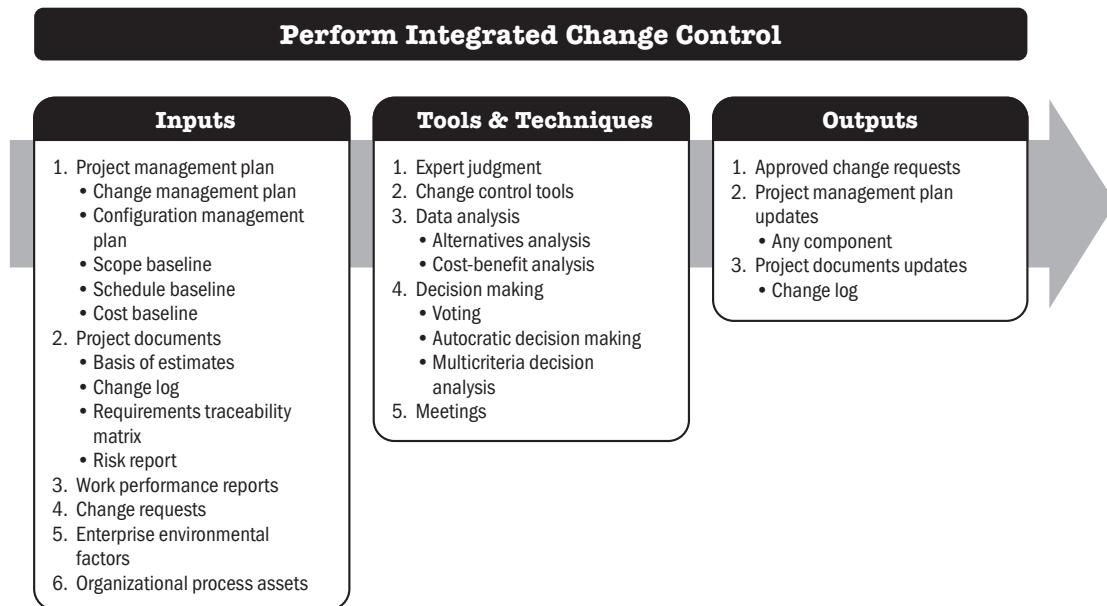 Perform Integrated Change Control
Inputs
1. Project management plan
• Change management plan
• Configuration management
plan
• Scope baseline
• Schedule baseline
• Cost baseline
2. Project documents
• Basis of estimates
• Change log
• Requirements traceability
matrix
• Risk report
3. Work performance reports
4. Change requests
5. Enterprise environmental
factors
6. Organizational process assets
Tools & Techniques
1. Expert judgment
2. Change control tools
3. Data analysis
• Alternatives analysis
• Cost-benefit analysis
4. Decision making
• Voting
• Autocratic decision making
• Multicriteria decision
analysis
5. Meetings
Outputs
1. Approved change requests
2. Project management plan
updates
• Any component
3. Project documents updates
• Change log